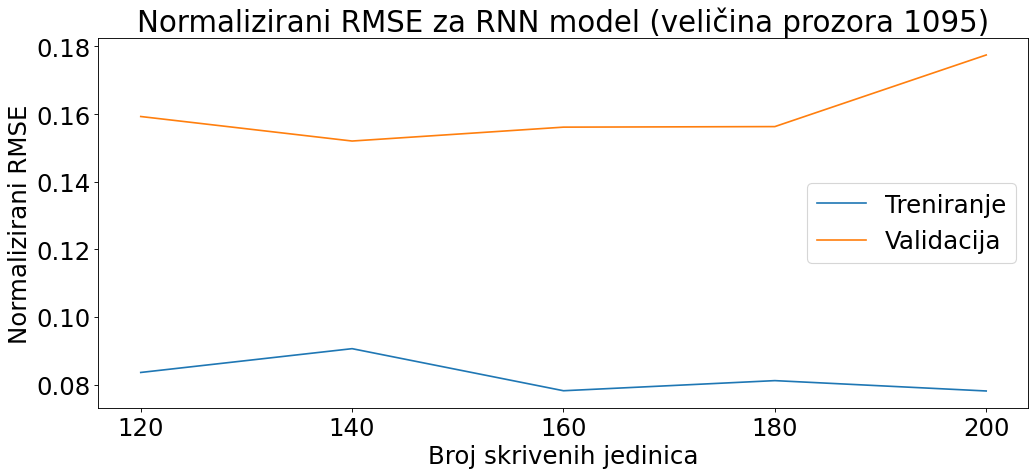 Normalizirani RMSE za RNN model (veličina prozora 1095)
0.18
0.16
0.14
0.12
0.10
0.08
Normalizirani RMSE
Treniranje
Validacija
120 140 160 180 200
Broj skrivenih jedinica